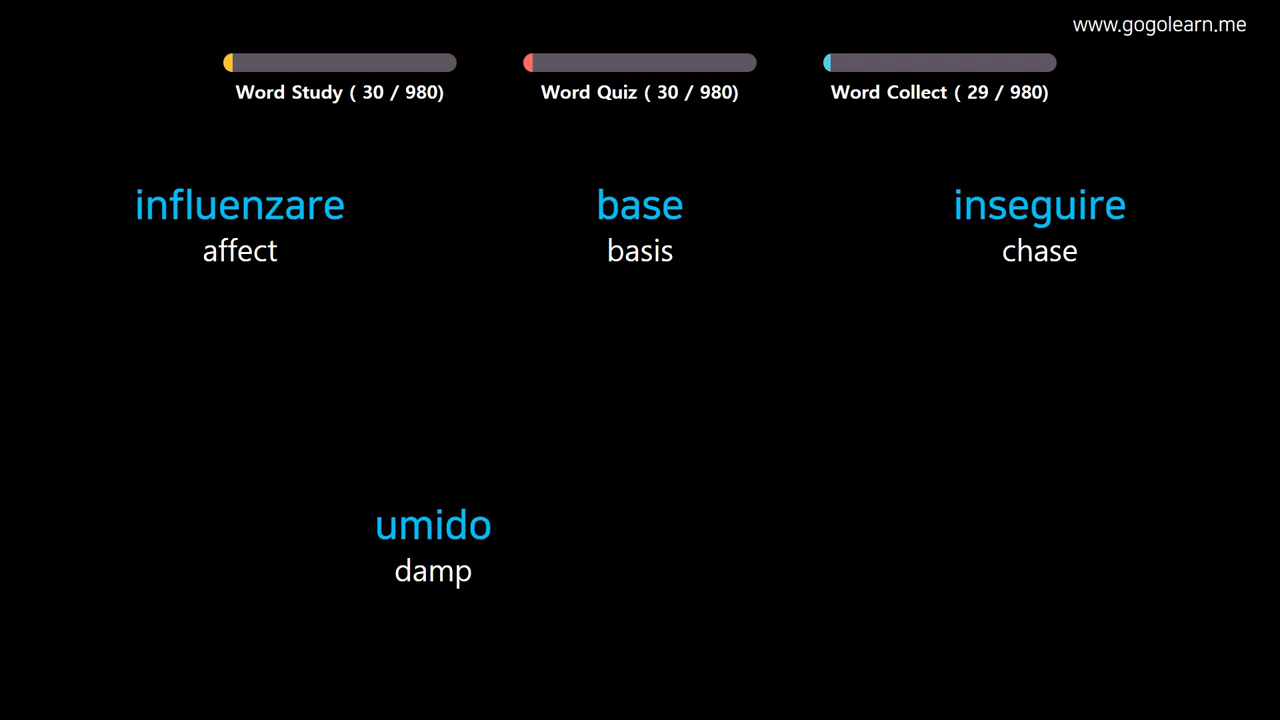 www.gogolearn.me
Word Study ( 30 / 980)
Word Quiz ( 30 / 980)
Word Collect ( 29 / 980)
influenzare
affect
base
basis
inseguire
chase
umido
damp